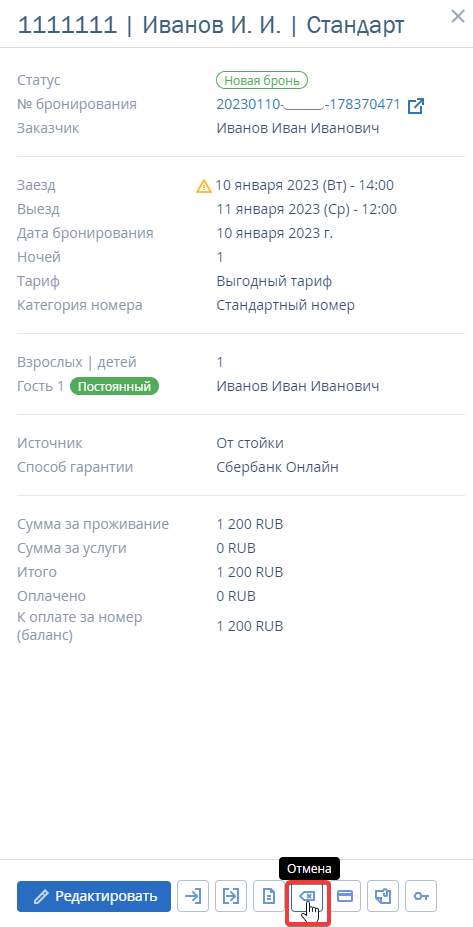 1111111 | Иванов И. И. | Стандарт
Статус Новая бронь
№ бронирования 20230110- -178370471
Заказчик Иванов Иван Иванович
Заезд 10 января 2023 (Вт) - 14:00
Выезд 11 января 2023 (Ср) - 12:00
Дата бронирования 10 января 2023 г.
Ночей 1
Тариф Выгодный тариф
Категория номера Стандартный номер
Взрослых | детей 1
Гость 1 Постоянный Иванов Иван Иванович
Источник От стойки
Способ гарантии Сбербанк Онлайн
Сумма за проживание 1 200 RUB
Сумма за услуги 0 RUB
Итого 1 200 RUB
Оплачено 0 RUB
К оплате за номер
(баланс) 1 200 RUB
Отмена
Редактировать